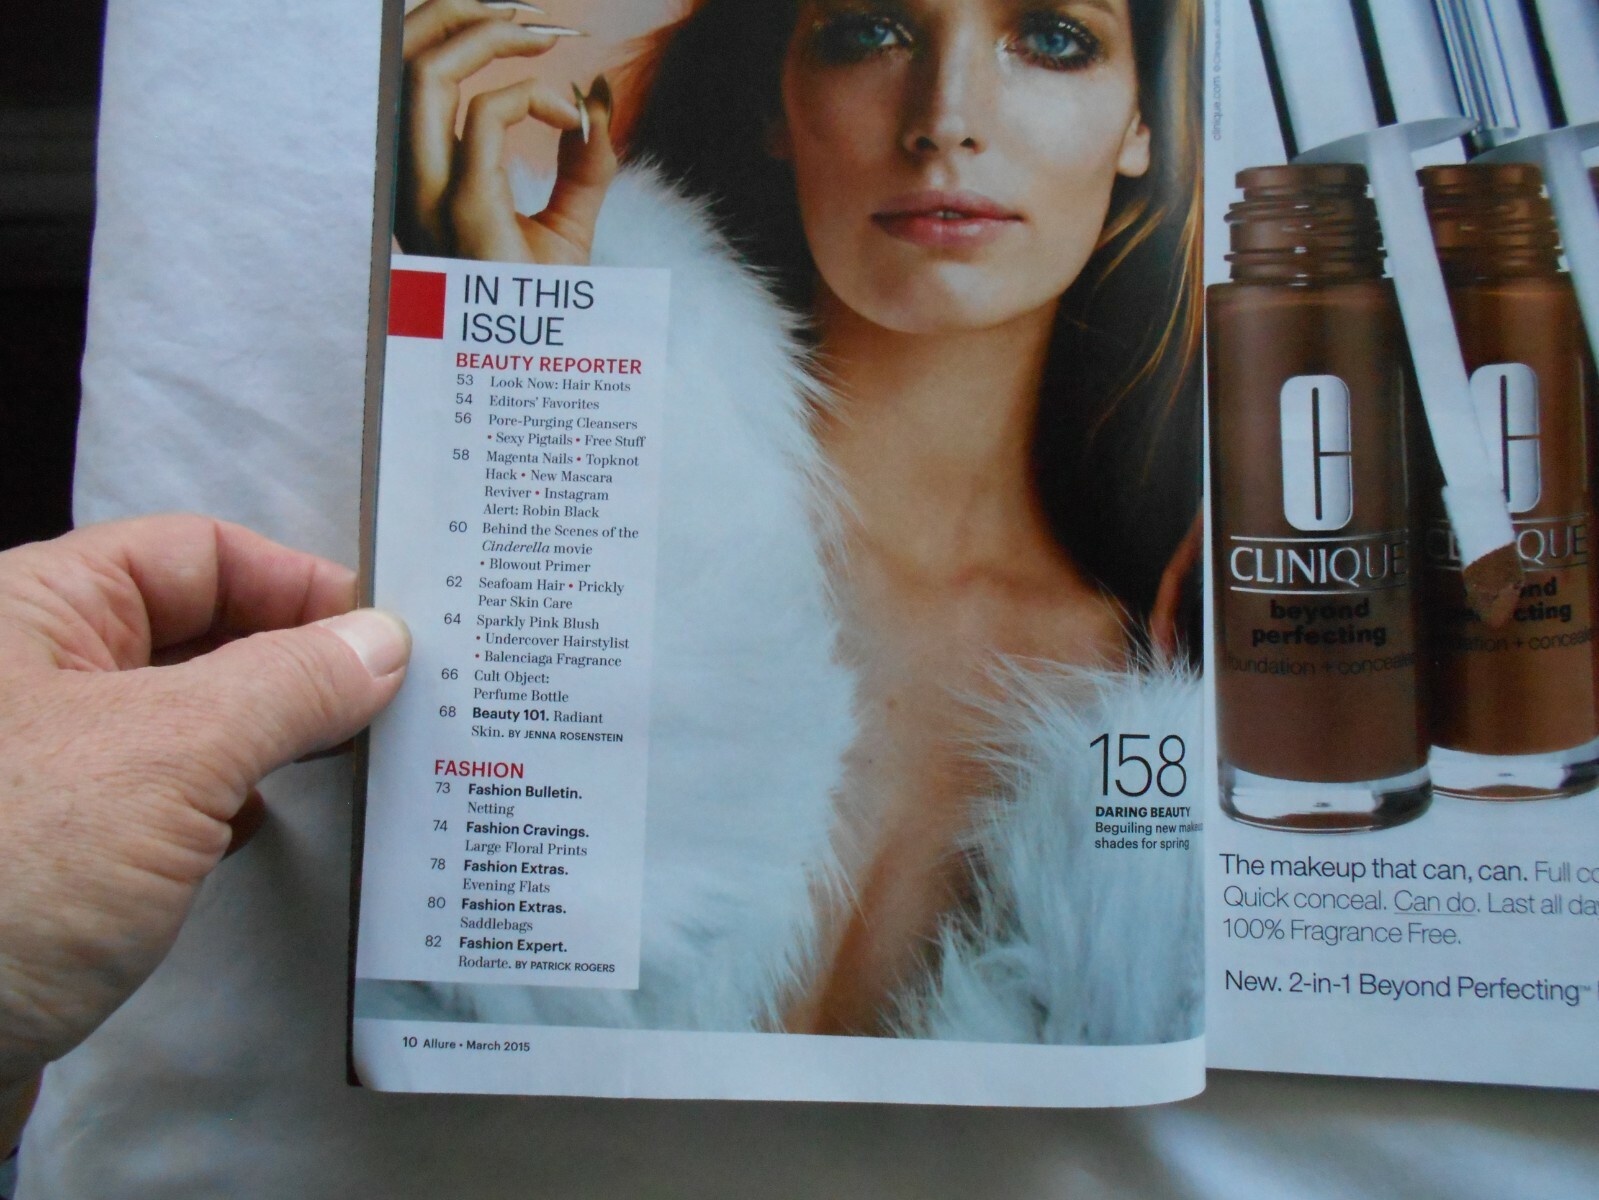 IN THIS
ISSUE
BEAUTY REPORTER
53 Look Now: Hair Knots
54 Editors' Favorites
56 Pore-Purging Cleansers
• Sexy Pigtails • Free Stuff
58 Magenta Nails • Topknot
Hack • New Mascara
Reviver • Instagram
Alert: Robin Black
60 Behind the Scenes of the
Cinderella movie
• Blowout Primer
62 Seafoam Hair • Prickly
Pear Skin Care
64 Sparkly Pink Blush
• Undercover Hairstylist
• Balenciaga Fragrance
66 Cult Object:
Perfume Bottle
68 Beauty 101. Radiant
Skin. BY JENNA ROSENSTEIN
FASHION
73 Fashion Bulletin.
Netting
74 Fashion Cravings.
Large Floral Prints
78 Fashion Extras.
Evening Flats
80 Fashion Extras.
Saddlebags
82 Fashion Expert.
Rodarte. BY PATRICK ROGERS
10 Allure • March 2015
158
DARING BEAUTY
Beguiling new makeup
shades for spring
clinique.com
CLINIQUE
beyond
perfecting
foundation + concealer
The makeup that can, can. Full
Quick conceal. Can do. Last all
100% Fragrance Free.
New. 2-in-1 Beyond Perfecting™